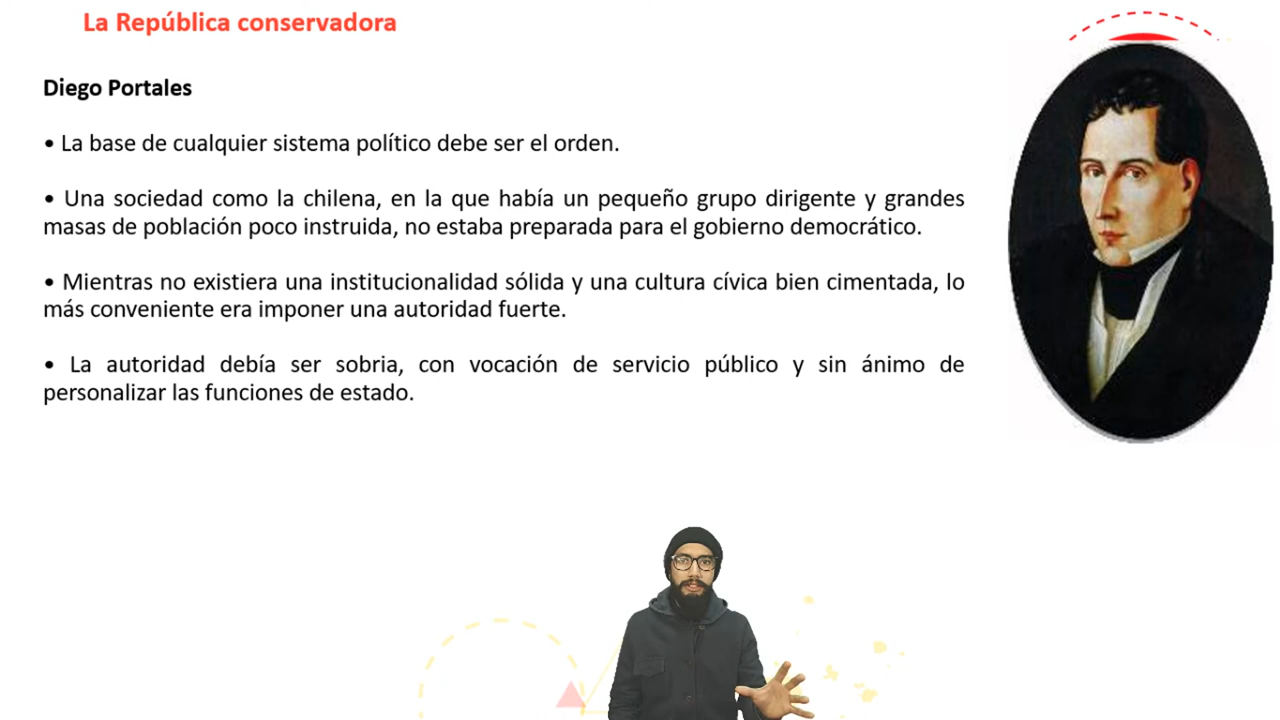 La República conservadora
Diego Portales
• La base de cualquier sistema político debe ser el orden.
• Una sociedad como la chilena, en la que había un pequeño grupo dirigente y grandes
masas de población poco instruida, no estaba preparada para el gobierno democrático.
• Mientras no existiera una institucionalidad sólida y una cultura cívica bien cimentada, lo
más conveniente era imponer una autoridad fuerte.
• La autoridad debía ser sobria, con vocación de servicio público y sin ánimo de
personalizar las funciones de estado.